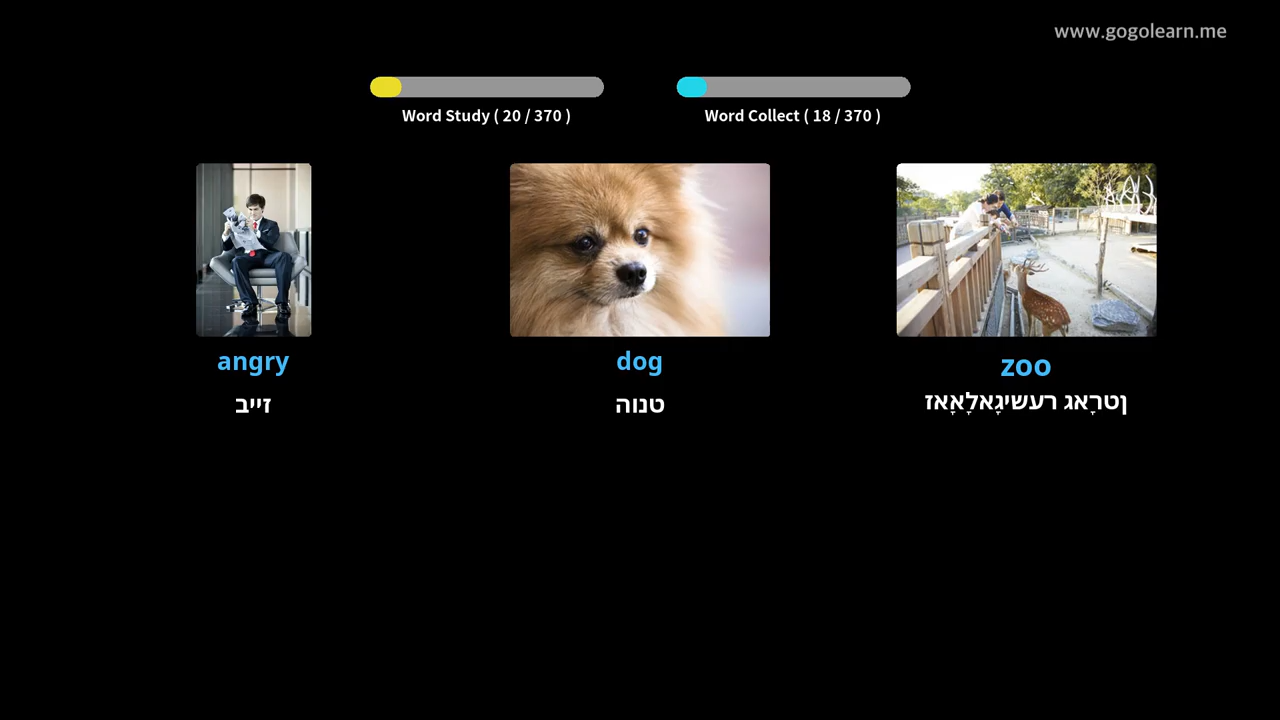 www.gogolearn.me
Word Study ( 20 / 370 )
Word Collect ( 18 / 370 )
angry
dog
zoo
זייב
טנוה
ןטרָאג רעשיגָאלָאָאז